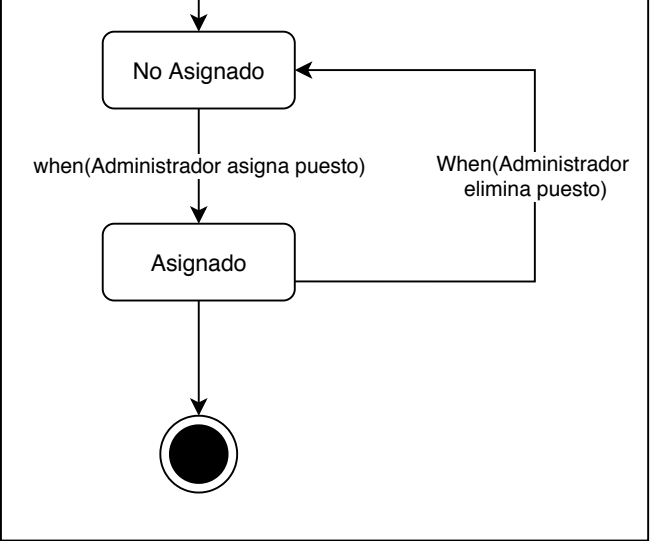 No Asignado
when(Administrador asigna puesto)
When(Administrador
elimina puesto)
Asignado